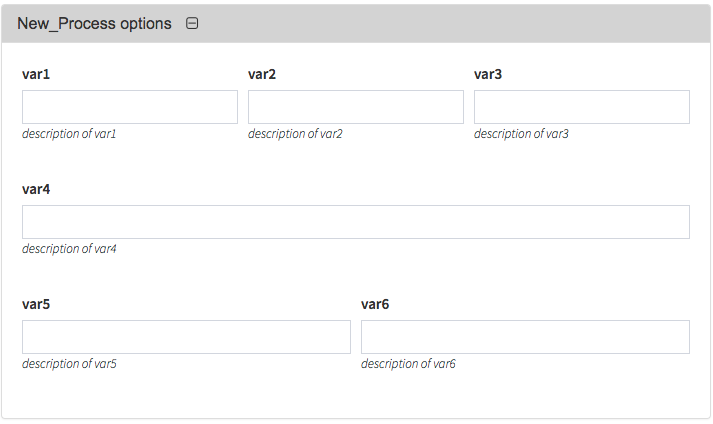 New_Process options
var1 var2 var3
description of var1 description of var2 description of var3
var4
description of var4
var5 var6
description of var5 description of var6